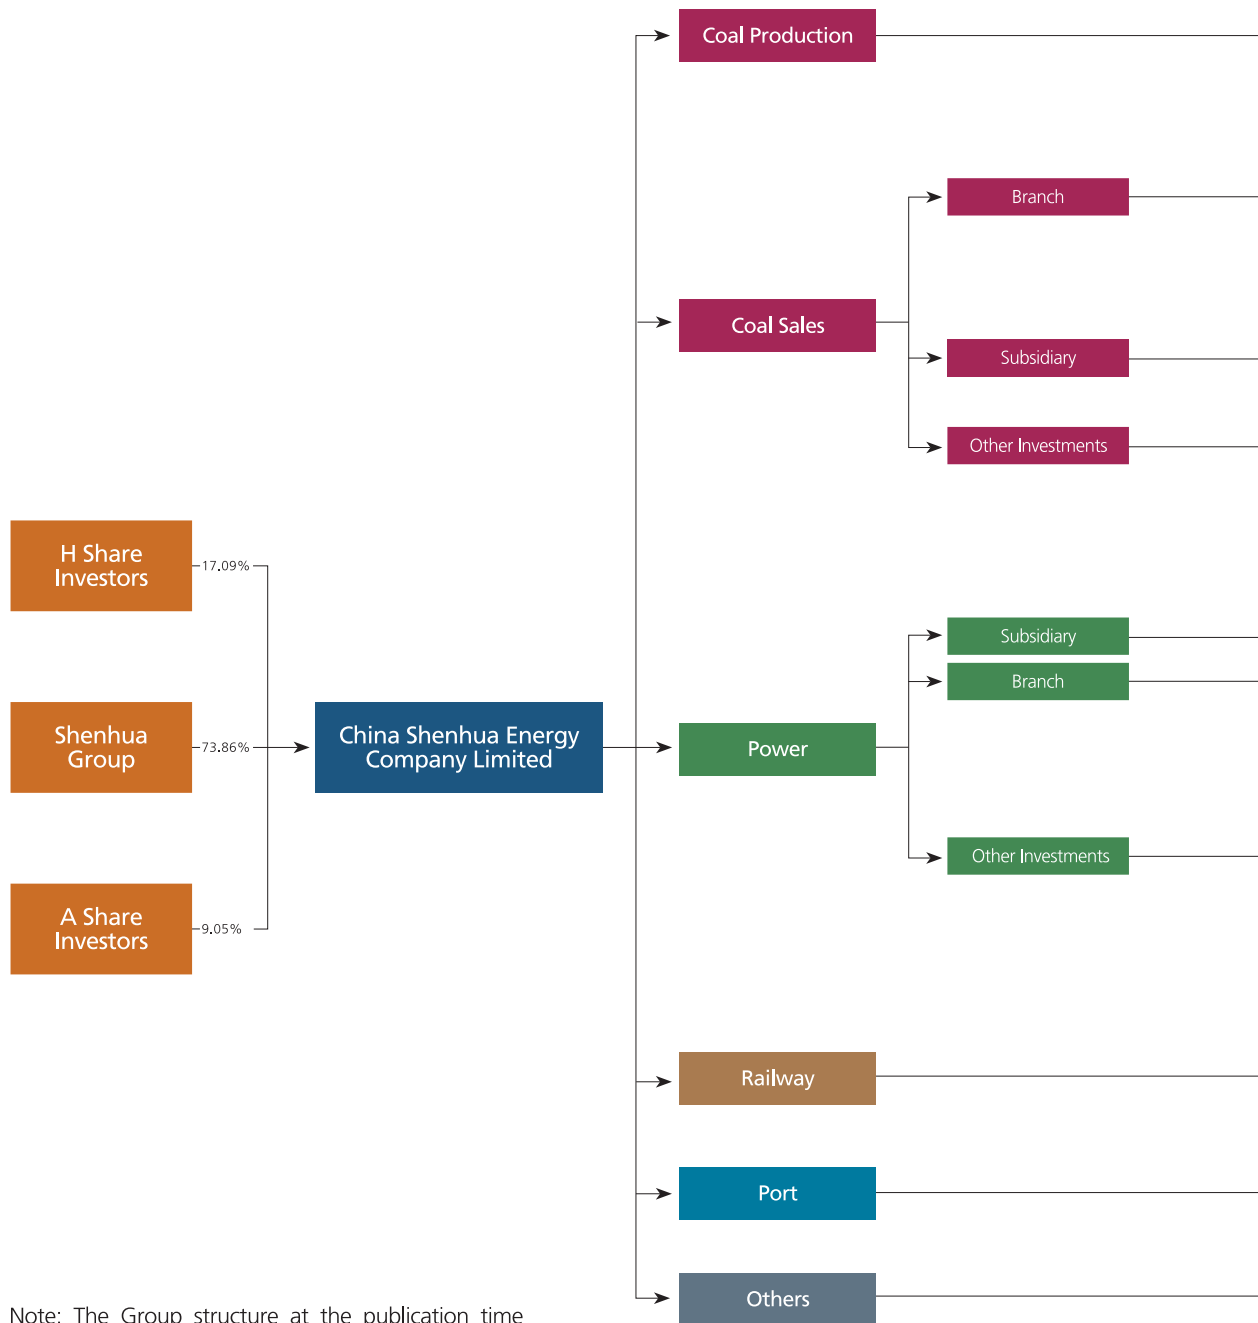 Coal Production
Branch
Coal Sales
Subsidiary
Other Investments
H Share
Investors
17.09%
Shenhua
Group
73.86%
A Share
Investors
9.05%
China Shenhua Energy
Company Limited
Subsidiary
Branch
Power
Other Investments
Railway
Port
Others
Note: The Group structure at the publication time